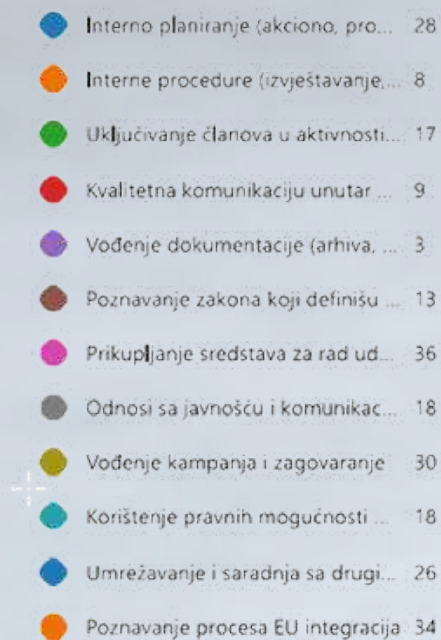 Interno planiranje (akciono, pro... 28
Interne procedure (izvještavanje,... 8
Uključivanje članova u aktivnosti... 17
Kvalitetna komunikaciju unutar ... 9
Vođenje dokumentacije (arhiva, ... 3
Poznavanje zakona koji definišu ... 13
Prikupljanje sredstava za rad ud... 36
Odnosi sa javnošću i komunikac... 18
Vođenje kampanja i zagovaranje 30
Korištenje pravnih mogućnosti ... 18
Umrežavanje i saradnja sa drugi... 26
Poznavanje procesa EU integracija 34